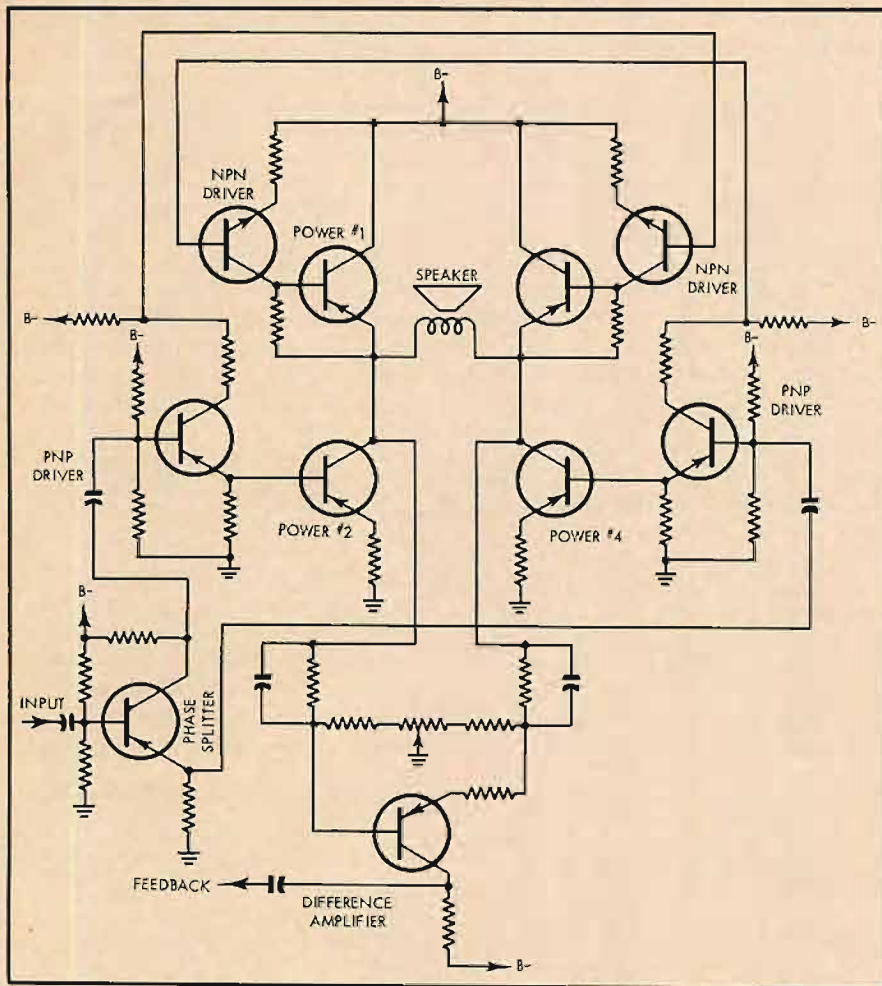 B-
NPN
DRIVER
POWER #1
SPEAKER
NPN
DRIVER
B-
B-
B-
B-
PNP
DRIVER
PNP
DRIVER
POWER #2
POWER #4
B-
INPUT
PHASE
SPLITTER
FEEDBACK
DIFFERENCE
AMPLIFIER
B-